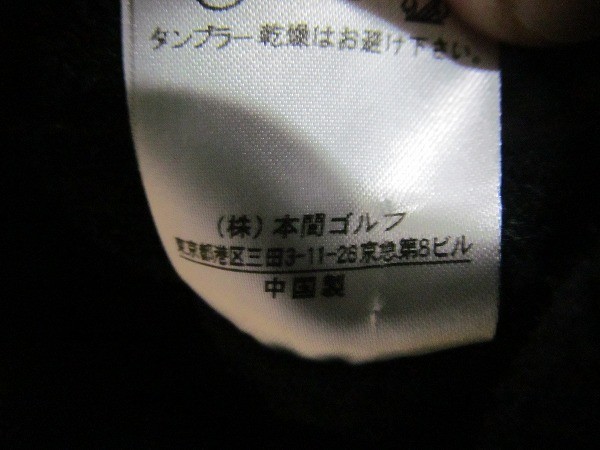 タンブラー乾燥はお避け下さい。
(株)本間ゴルフ
東京都港区三田3-11-26京急第8ビル
中国製